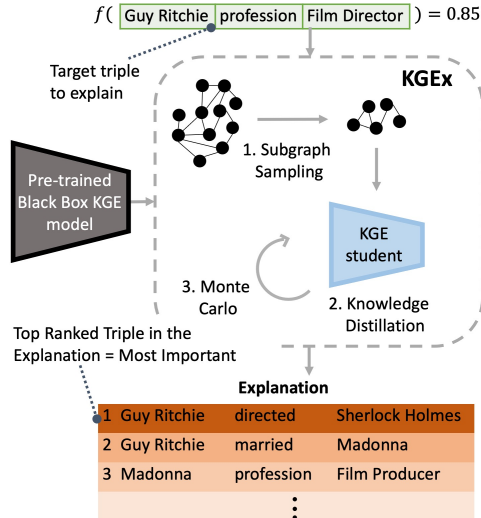 f( Guy Ritchie profession Film Director ) = 0.85
Target triple
to explain
KGEx
1. Subgraph
Sampling
Pre-trained
Black Box KGE
model
KGE
student
3. Monte
Carlo
2. Knowledge
Distillation
Top Ranked Triple in the
Explanation = Most Important
Explanation
1 Guy Ritchie directed Sherlock Holmes
2 Guy Ritchie married Madonna
3 Madonna profession Film Producer